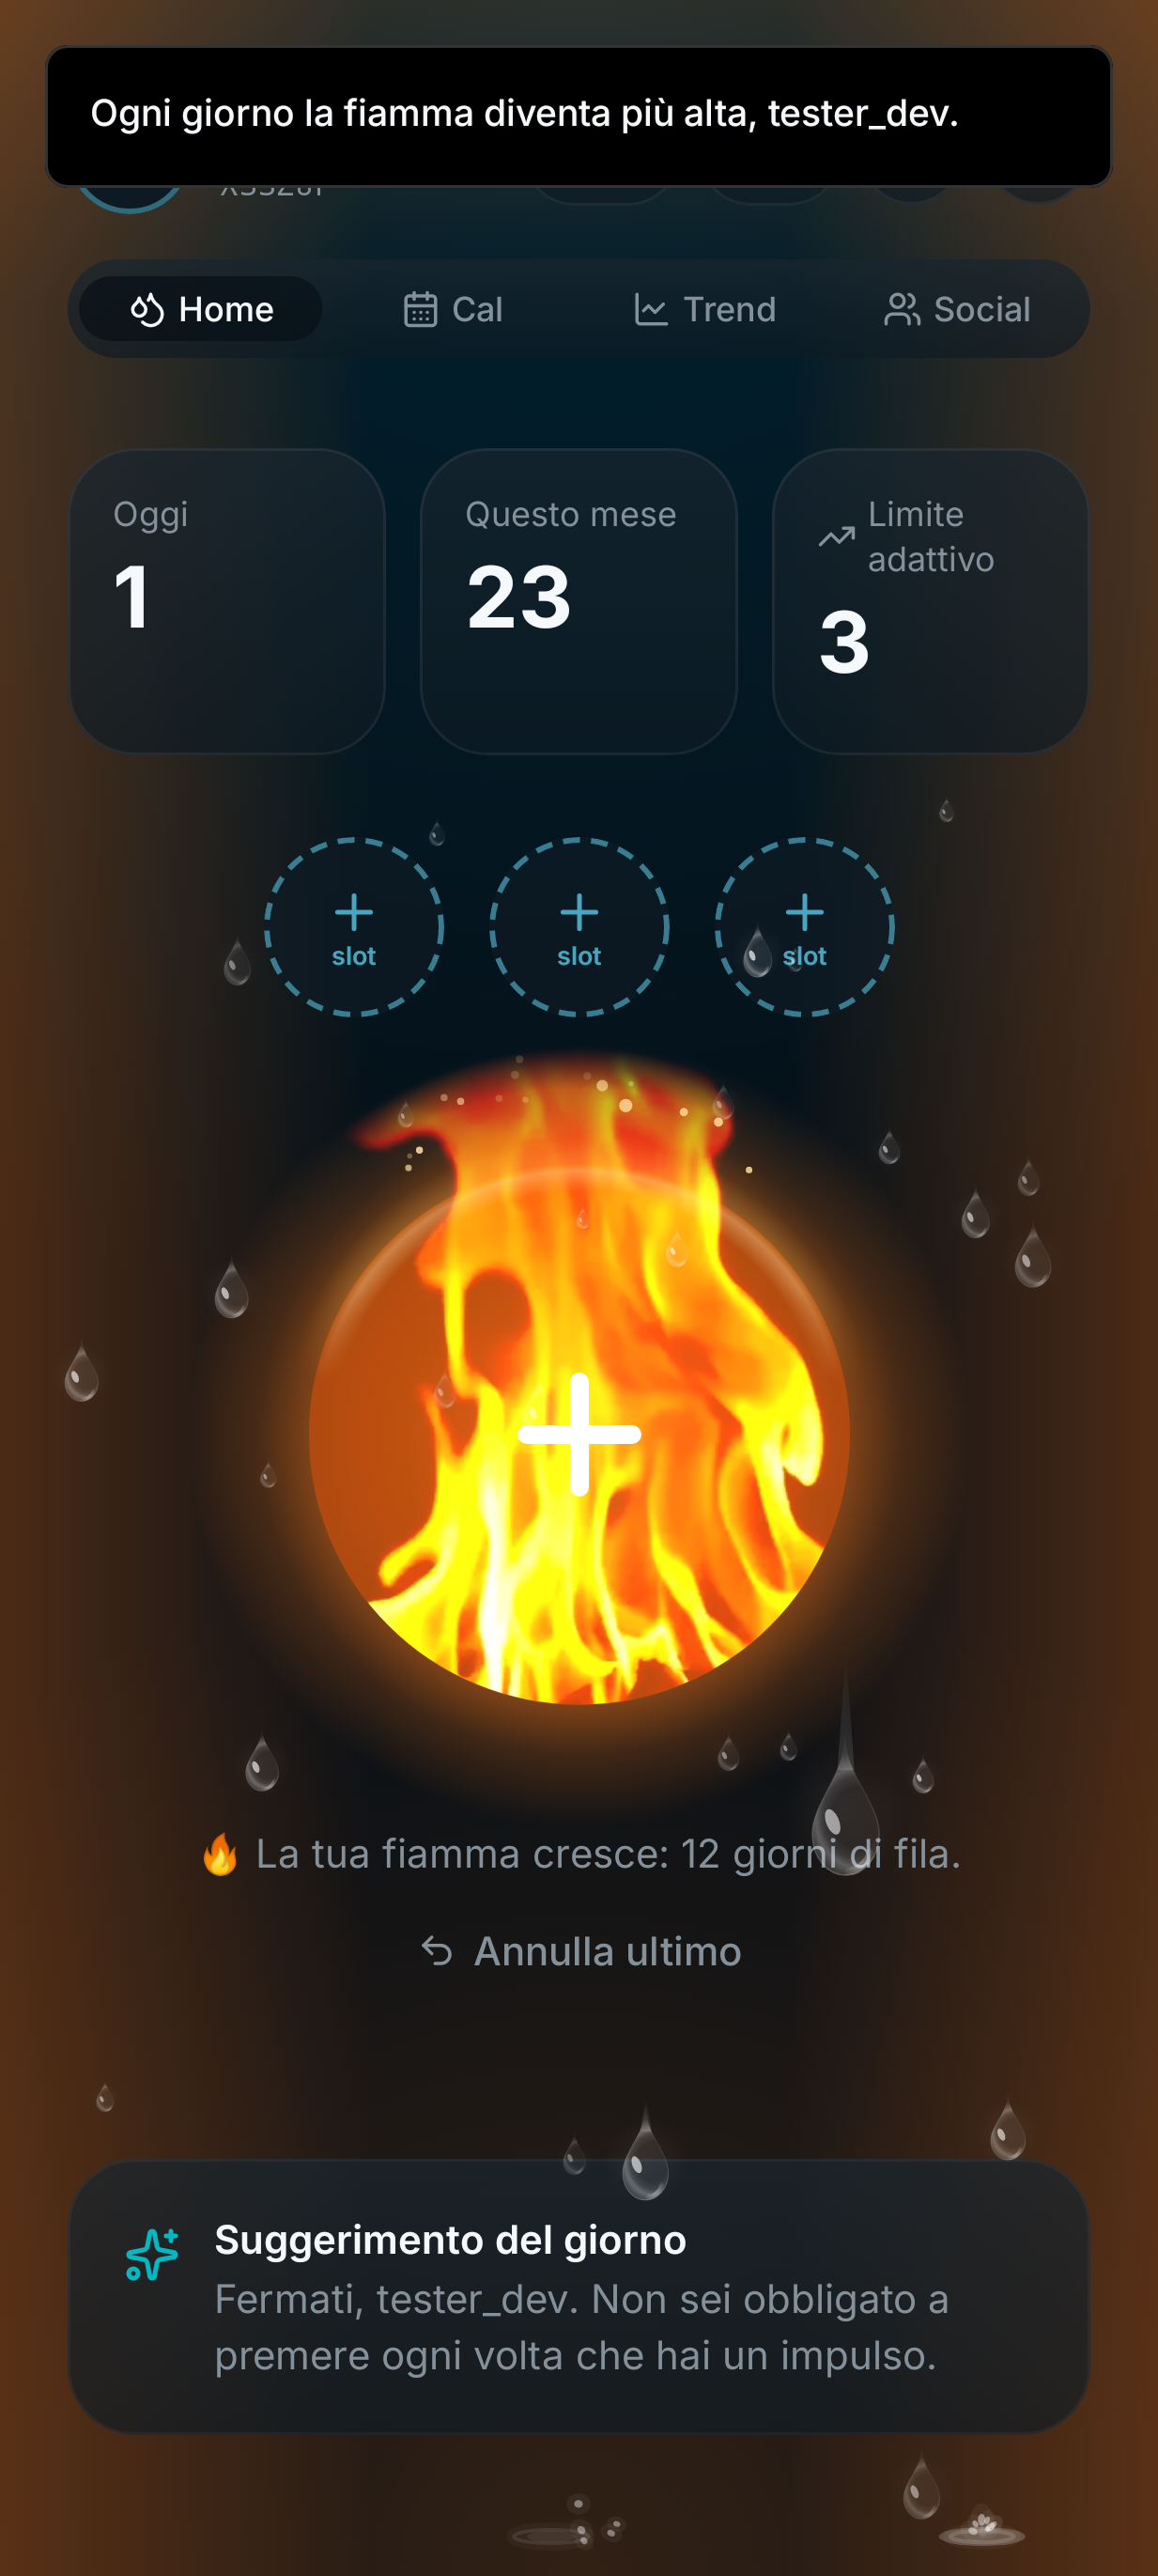 Ogni giorno la fiamma diventa più alta, tester_dev.
Home
Cal
Trend
Social
Oggi
1
Questo mese
23
Limite
adattivo
3
slot
slot
slot
🔥 La tua fiamma cresce: 12 giorni di fila.
Annulla ultimo
Suggerimento del giorno
Fermati, tester_dev. Non sei obbligato a
premere ogni volta che hai un impulso.